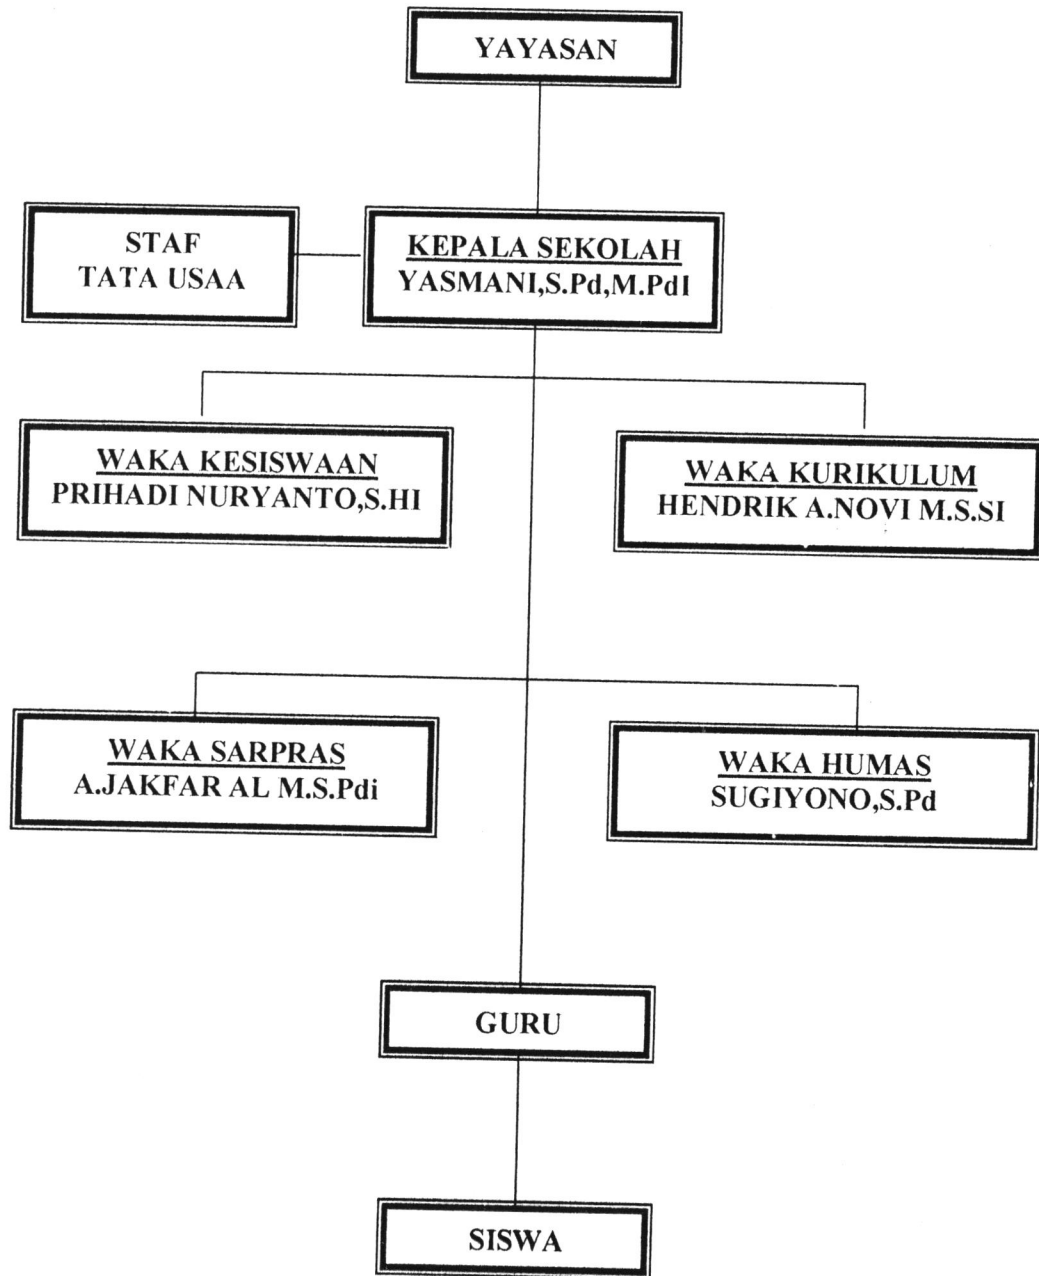 YAYASAN
STAF
TATA USAA
KEPALA SEKOLAH
YASMANI,S.Pd,M.PdI
WAKA KESISWAAN
PRIHADI NURYANTO,S.HI
WAKA KURIKULUM
HENDRIK A.NOVI M.S.SI
WAKA SARPRAS
A.JAKFAR AL M.S.Pdi
WAKA HUMAS
SUGIYONO,S.Pd
GURU
SISWA